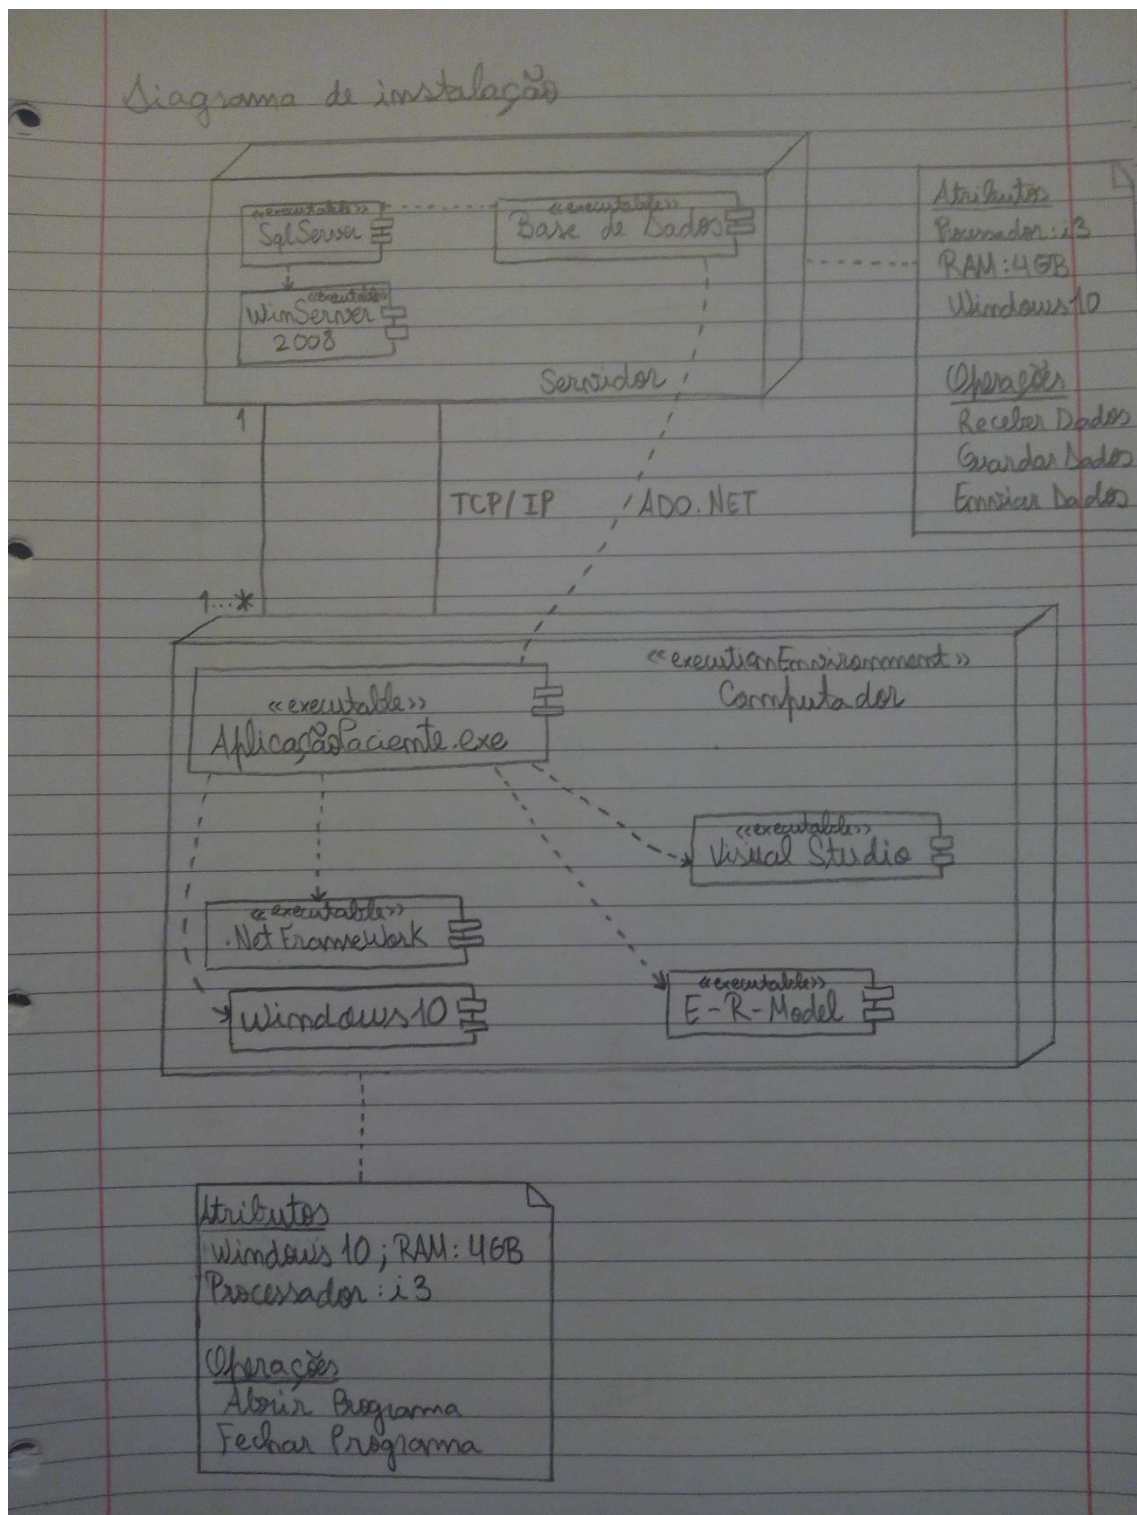 Diagrama de instalação
<<executable>>
SqlServer
<<executable>>
Base de Dados
<<executable>>
WinServer
2008
Servidor
Atributos
Processador: i3
RAM: 4GB
Windows 10
Operações
Receber Dados
Guardar Dados
Enviar Dados
1
TCP/IP
ADO.NET
1...*
<<executionEnvironment>>
Computador
<<executable>>
AplicaçãoPaciente.exe
<<executable>>
Visual Studio
<<executable>>
.Net FrameWork
<<executable>>
E-R-Model
Windows10
Atributos
Windows 10; RAM: 4GB
Processador: i3
Operações
Abrir Programa
Fechar Programa